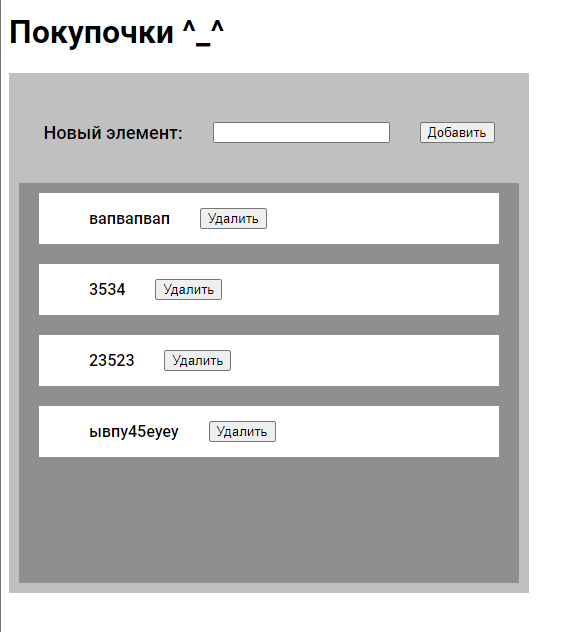 Покупочки ^_^
Новый элемент: Добавить
вапвапвап Удалить
3534 Удалить
23523 Удалить
ывпу45еуеу Удалить